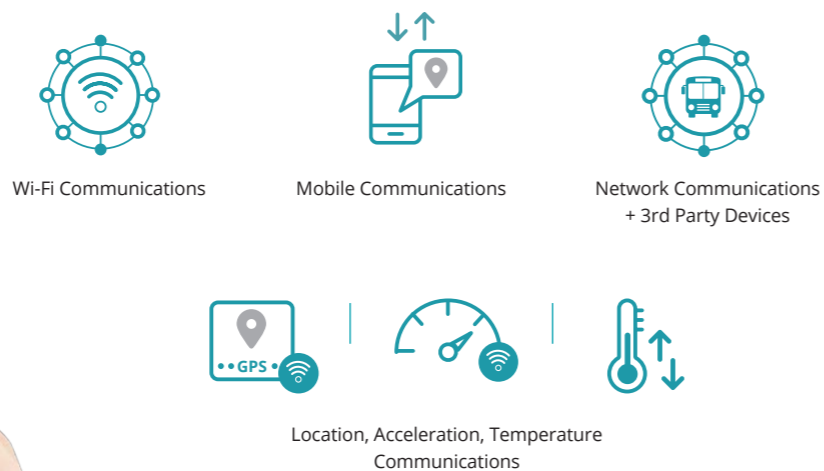 Wi-Fi Communications
Mobile Communications
Network Communications
+ 3rd Party Devices
GPS
Location, Acceleration, Temperature
Communications